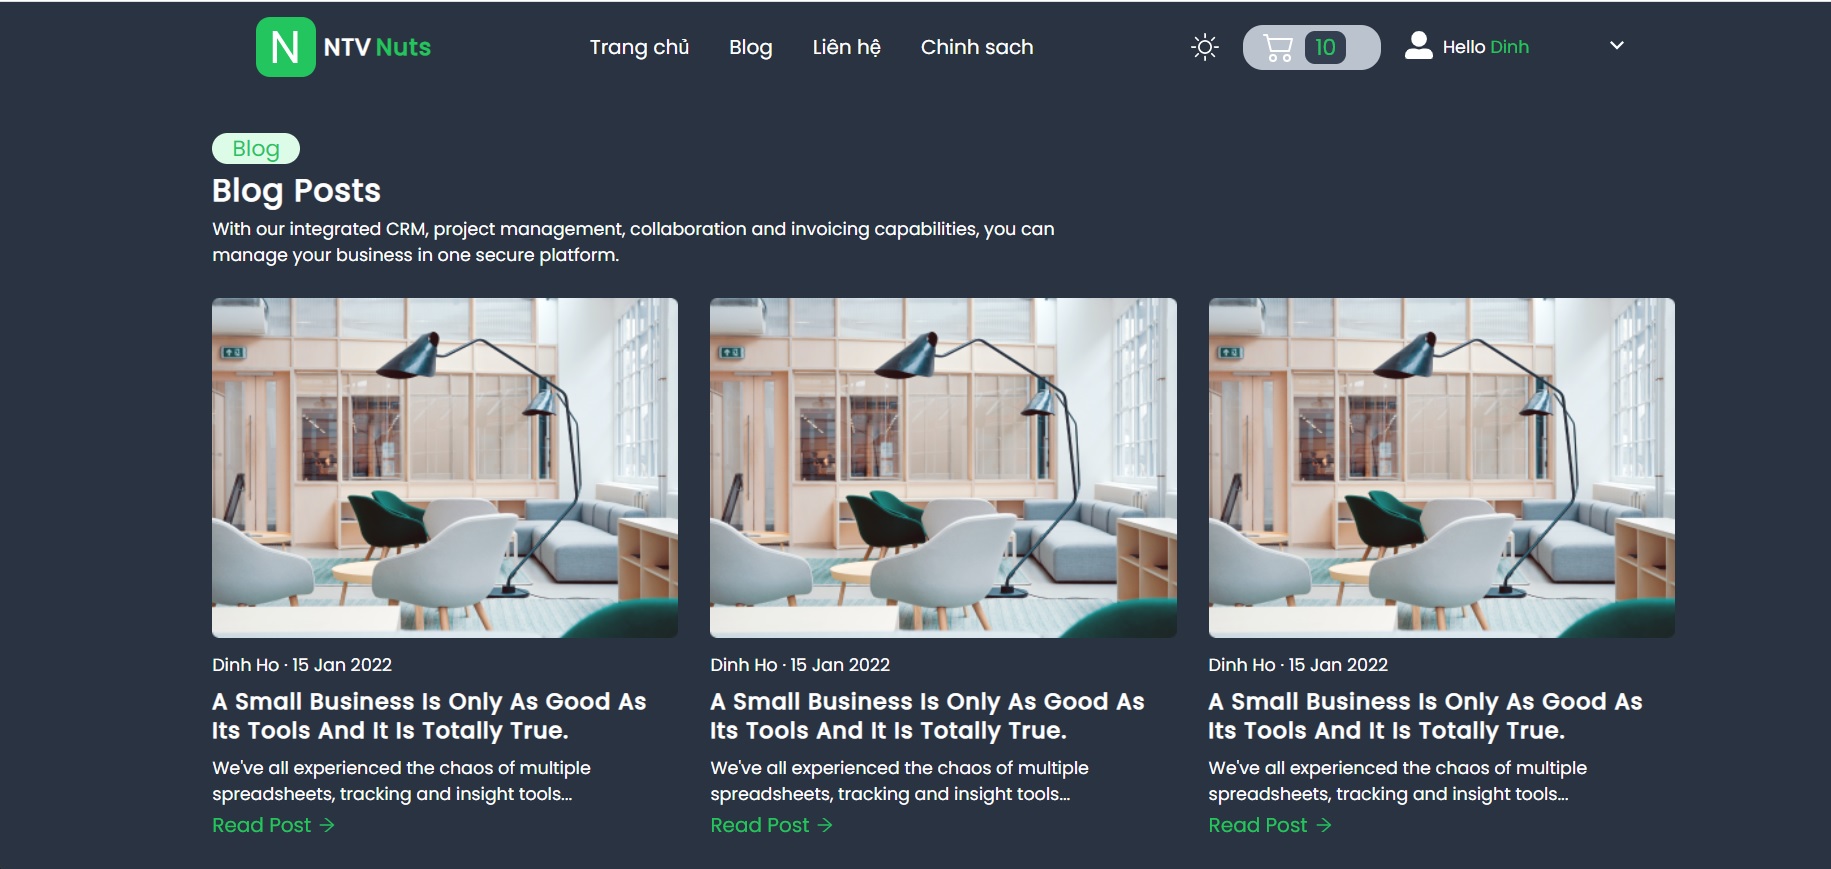 N NTV Nuts Trang chủ Blog Liên hệ Chinh sach 10 Hello Dinh
Blog
Blog Posts
With our integrated CRM, project management, collaboration and invoicing capabilities, you can
manage your business in one secure platform.
Dinh Ho · 15 Jan 2022
A Small Business Is Only As Good As
Its Tools And It Is Totally True.
We've all experienced the chaos of multiple
spreadsheets, tracking and insight tools...
Read Post →
Dinh Ho · 15 Jan 2022
A Small Business Is Only As Good As
Its Tools And It Is Totally True.
We've all experienced the chaos of multiple
spreadsheets, tracking and insight tools...
Read Post →
Dinh Ho · 15 Jan 2022
A Small Business Is Only As Good As
Its Tools And It Is Totally True.
We've all experienced the chaos of multiple
spreadsheets, tracking and insight tools...
Read Post →